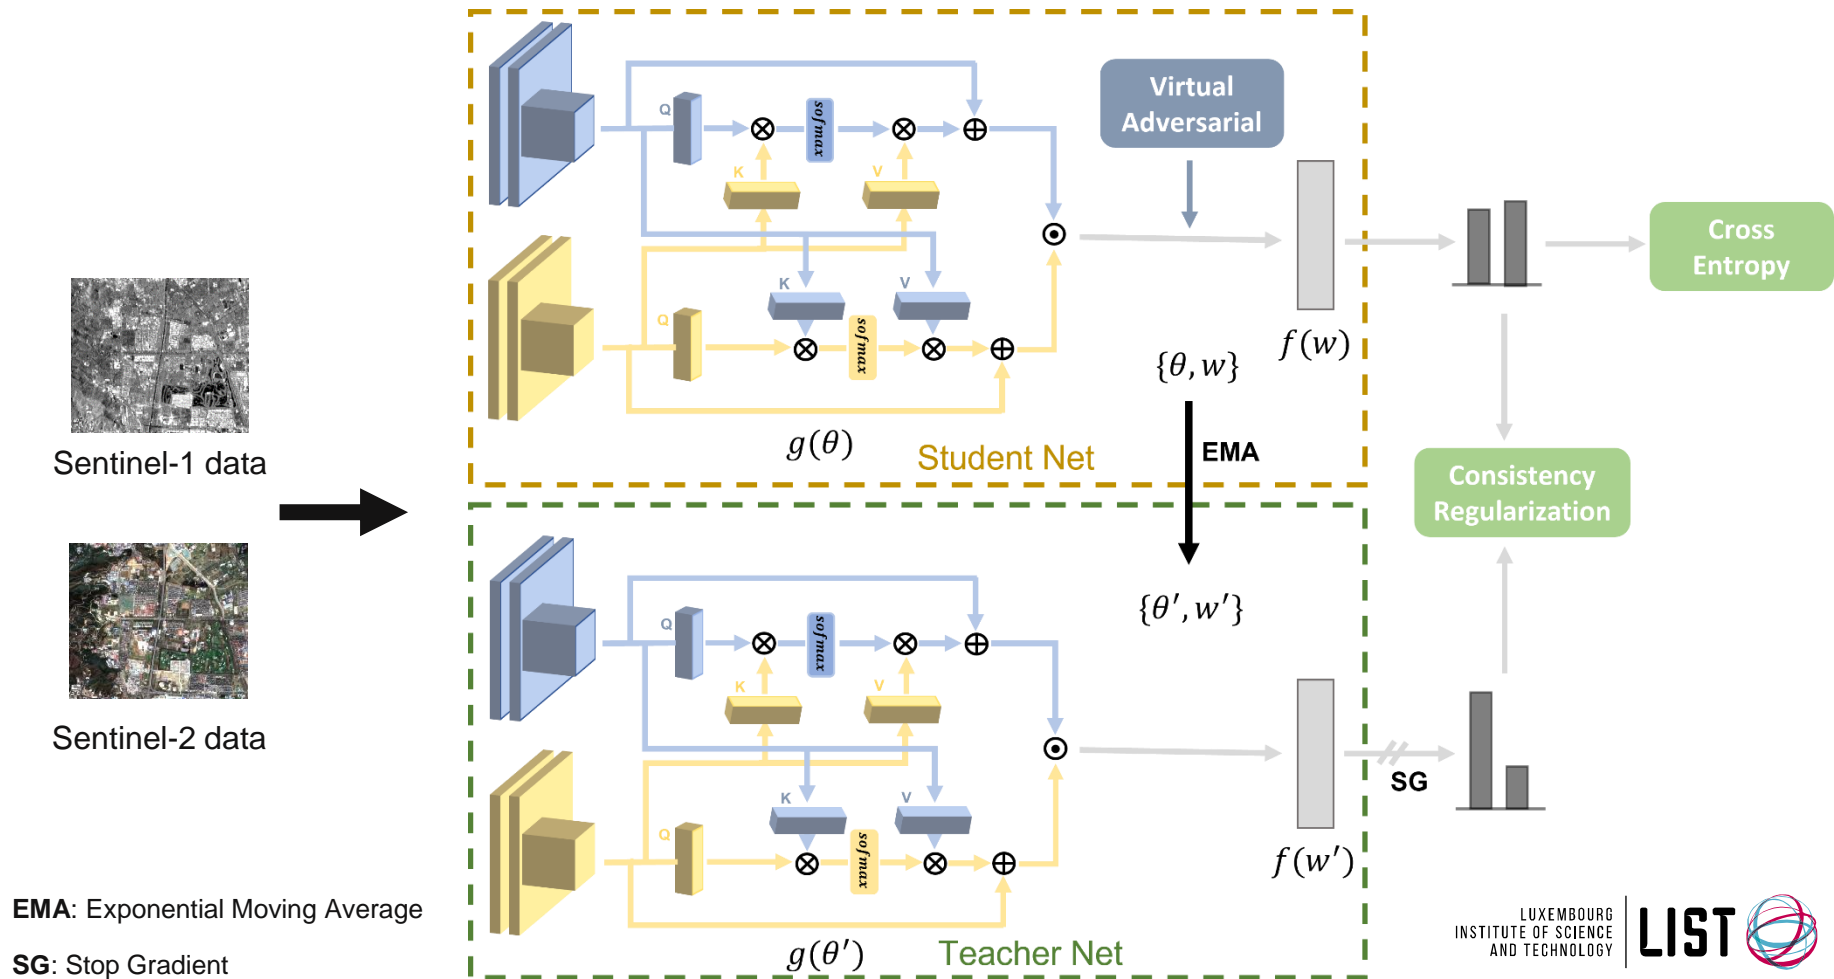 Sentinel-1 data
Sentinel-2 data
EMA: Exponential Moving Average
SG: Stop Gradient
Q
K
V
sofmax
K
V
Q
sofmax
g(θ)
Student Net
Virtual
Adversarial
f(w)
{θ, w}
EMA
{θ′, w′}
Cross
Entropy
Consistency
Regularization
Q
K
V
sofmax
K
V
Q
sofmax
g(θ′)
Teacher Net
f(w′)
SG
LUXEMBOURG
INSTITUTE OF SCIENCE
AND TECHNOLOGY
LIST